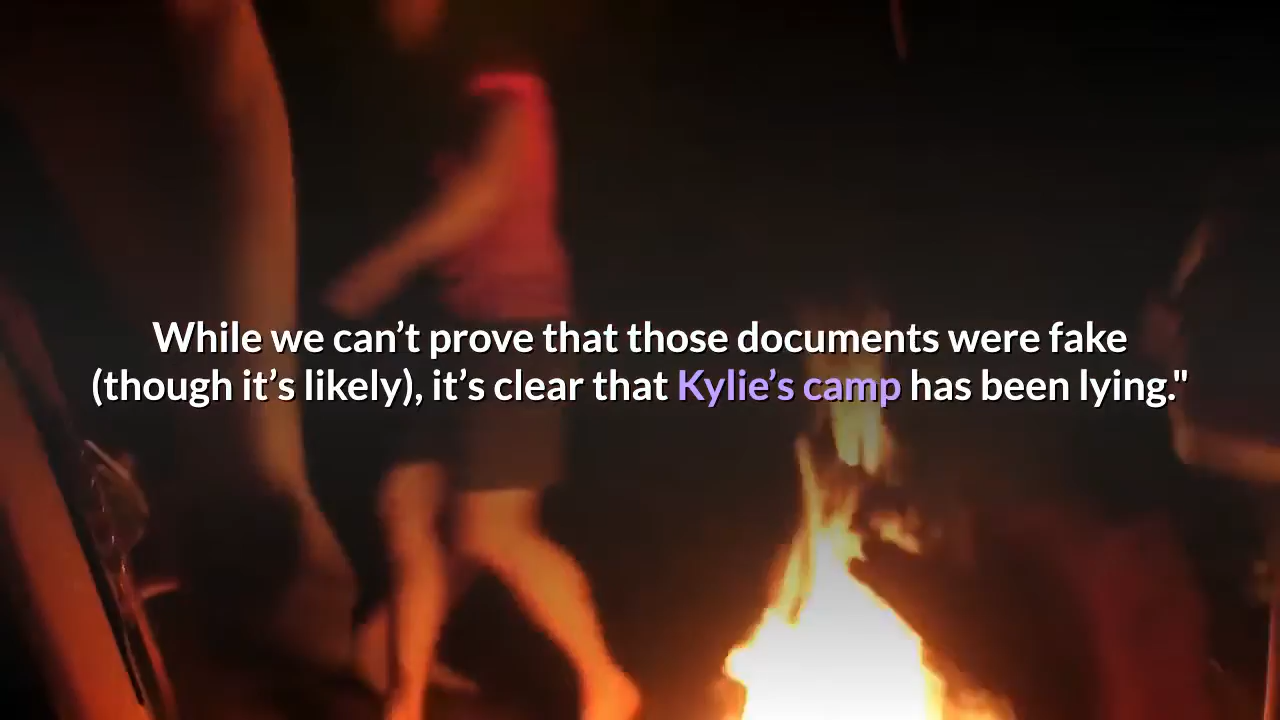 While we can’t prove that those documents were fake
(though it’s likely), it’s clear that Kylie’s camp has been lying."